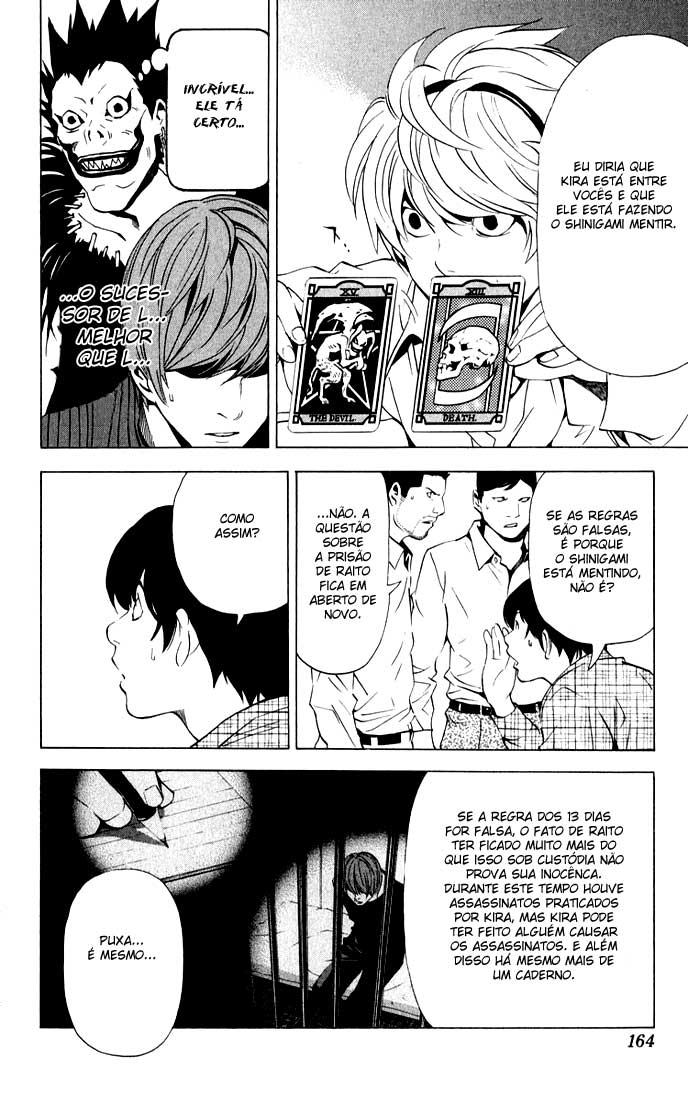 EU DIRIA QUE
KIRA ESTÁ ENTRE
VOCÊS E QUE
ELE ESTÁ FAZENDO
O SHINIGAMI MENTIR.
XV
THE DEVIL.
XIII
DEATH.
INCRÍVEL...
ELE TÁ
CERTO...
...O SUCES-
SOR DE L...
MELHOR
QUE L...
SE AS REGRAS
SÃO FALSAS,
É PORQUE
O SHINIGAMI
ESTÁ MENTINDO,
NÃO É?
...NÃO. A
QUESTÃO
SOBRE
A PRISÃO
DE RAITO
FICA EM
ABERTO DE
NOVO.
COMO
ASSIM?
SE A REGRA DOS 13 DIAS
FOR FALSA, O FATO DE RAITO
TER FICADO MUITO MAIS DO
QUE ISSO SOB CUSTÓDIA NÃO
PROVA SUA INOCÊNCA.
DURANTE ESTE TEMPO HOUVE
ASSASSINATOS PRATICADOS
POR KIRA, MAS KIRA PODE
TER FEITO ALGUÉM CAUSAR
OS ASSASSINATOS. E ALÉM
DISSO HÁ MESMO MAIS DE
UM CADERNO.
PUXA...
É MESMO...
164